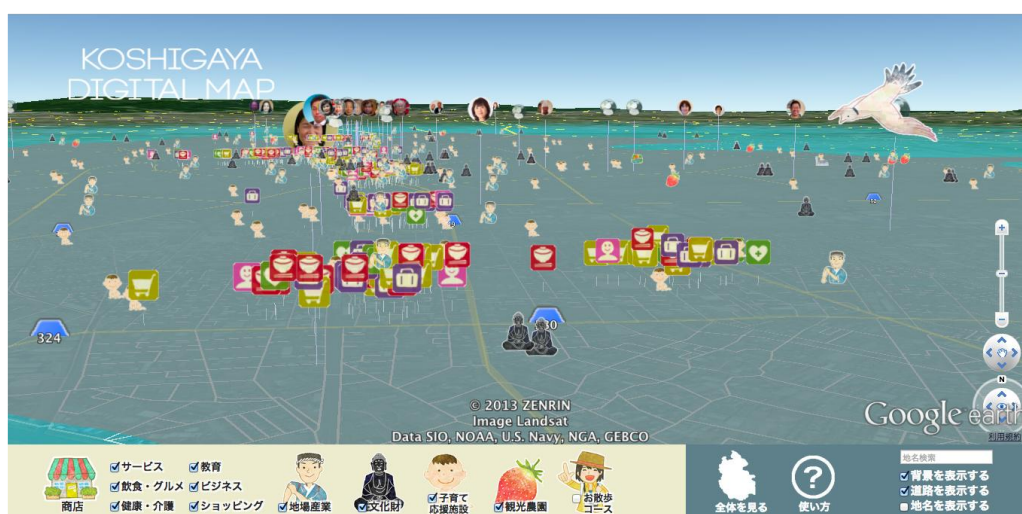 KOSHIGAYA
DIGITAL MAP
324
© 2013 ZENRIN
Image Landsat
Data SIO, NOAA, U.S. Navy, NGA, GEBCO
N
Google earth
利用規約
商店
サービス
教育
飲食・グルメ
ビジネス
健康・介護
ショッピング
地場産業
文化財
子育て
応援施設
観光農園
お散歩
コース
全体を見る
?
使い方
地名検索
背景を表示する
道路を表示する
地名を表示する